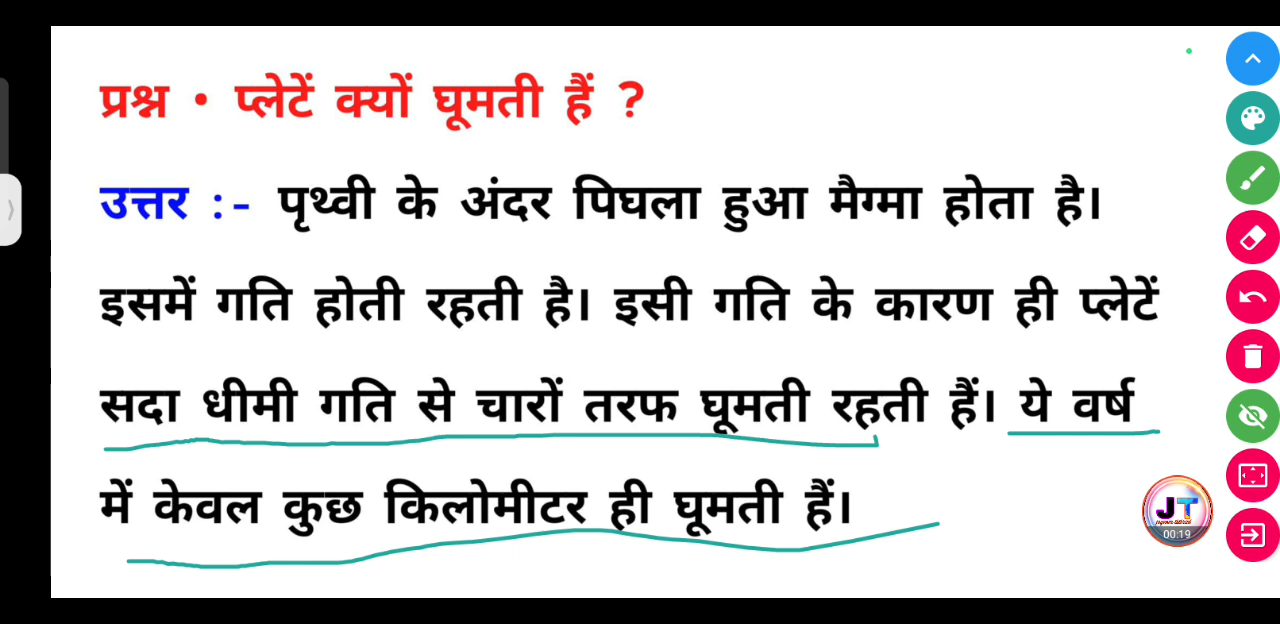 प्रश्न • प्लेटें क्यों घूमती हैं ?
उत्तर :- पृथ्वी के अंदर पिघला हुआ मैग्मा होता है।
इसमें गति होती रहती है। इसी गति के कारण ही प्लेटें
सदा धीमी गति से चारों तरफ घूमती रहती हैं। ये वर्ष
में केवल कुछ किलोमीटर ही घूमती हैं।
JT
00:19